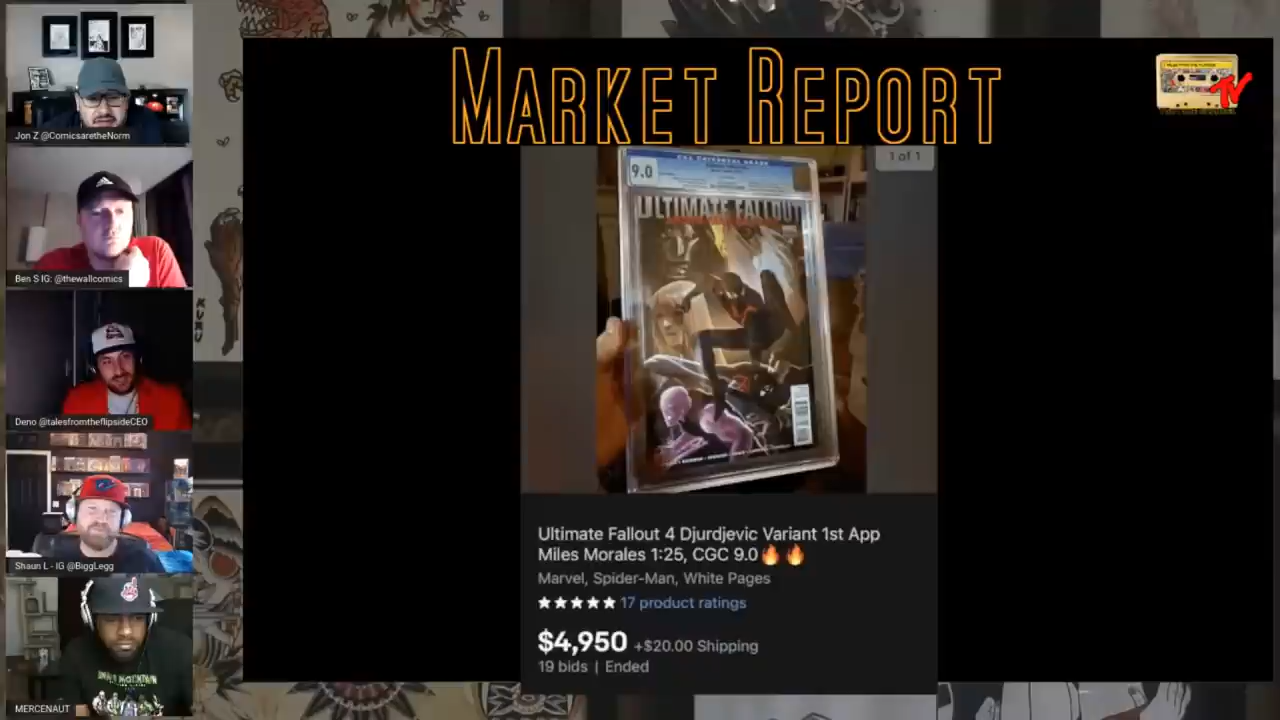 MARKET REPORT
TV
Jon Z @ComicsaretheNorm
Ben S IG: @thewallcomics
Deno @talesfromtheflipsideCEO
Shaun L - IG @BiggLegg
MERCENAUT
1 of 1
9.0
ULTIMATE FALLOUT
Ultimate Fallout 4 Djurdjevic Variant 1st App
Miles Morales 1:25, CGC 9.0🔥🔥
Marvel, Spider-Man, White Pages
★★★★★ 17 product ratings
$4,950 +$20.00 Shipping
19 bids | Ended